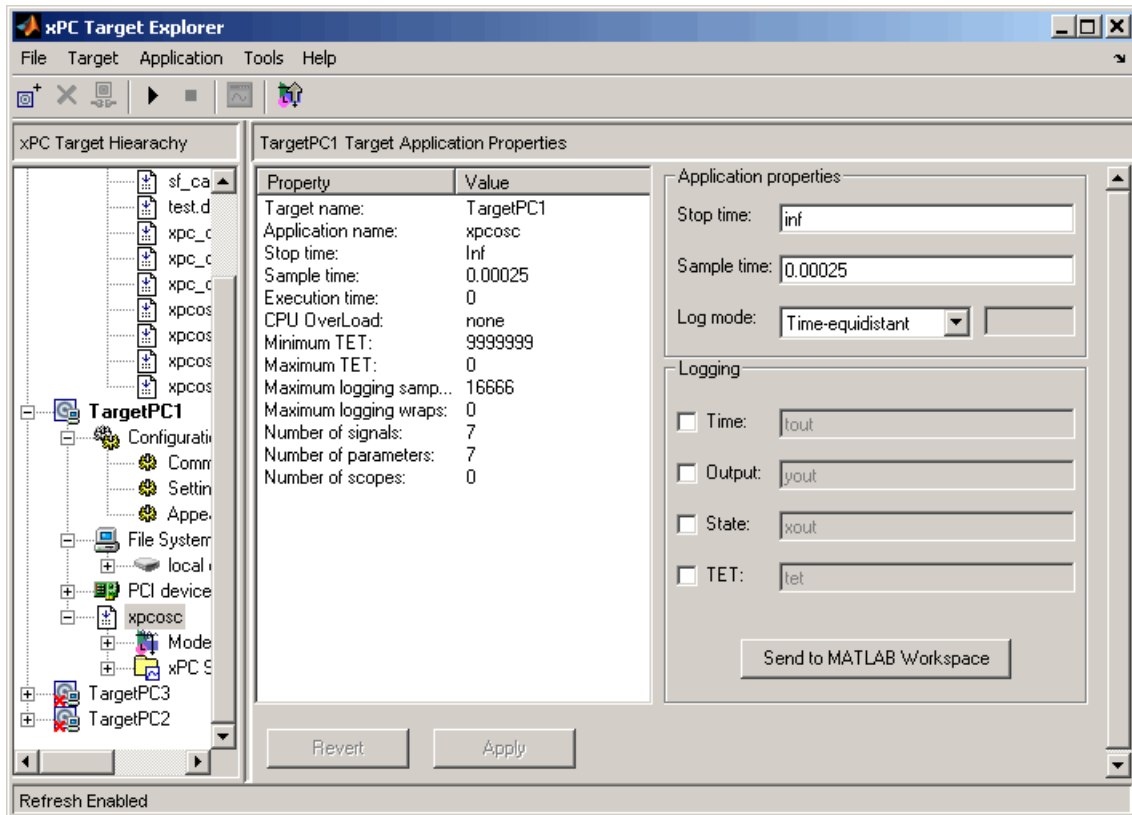 xPC Target Explorer
File Target Application Tools Help
xPC Target Hiearachy
sf_ca
test.d
xpc_c
xpc_c
xpc_c
xpcos
xpcos
xpcos
xpcos
TargetPC1
Configurati
Comm
Settin
Appe
File System
local
PCI device
xpcosc
Mode
xPC S
TargetPC3
TargetPC2
TargetPC1 Target Application Properties
Property Value
Target name: TargetPC1
Application name: xpcosc
Stop time: Inf
Sample time: 0.00025
Execution time: 0
CPU OverLoad: none
Minimum TET: 9999999
Maximum TET: 0
Maximum logging samp... 16666
Maximum logging wraps: 0
Number of signals: 7
Number of parameters: 7
Number of scopes: 0
Revert Apply
Application properties
Stop time: inf
Sample time: 0.00025
Log mode: Time-equidistant
Logging
Time: tout
Output: yout
State: xout
TET: tet
Send to MATLAB Workspace
Refresh Enabled